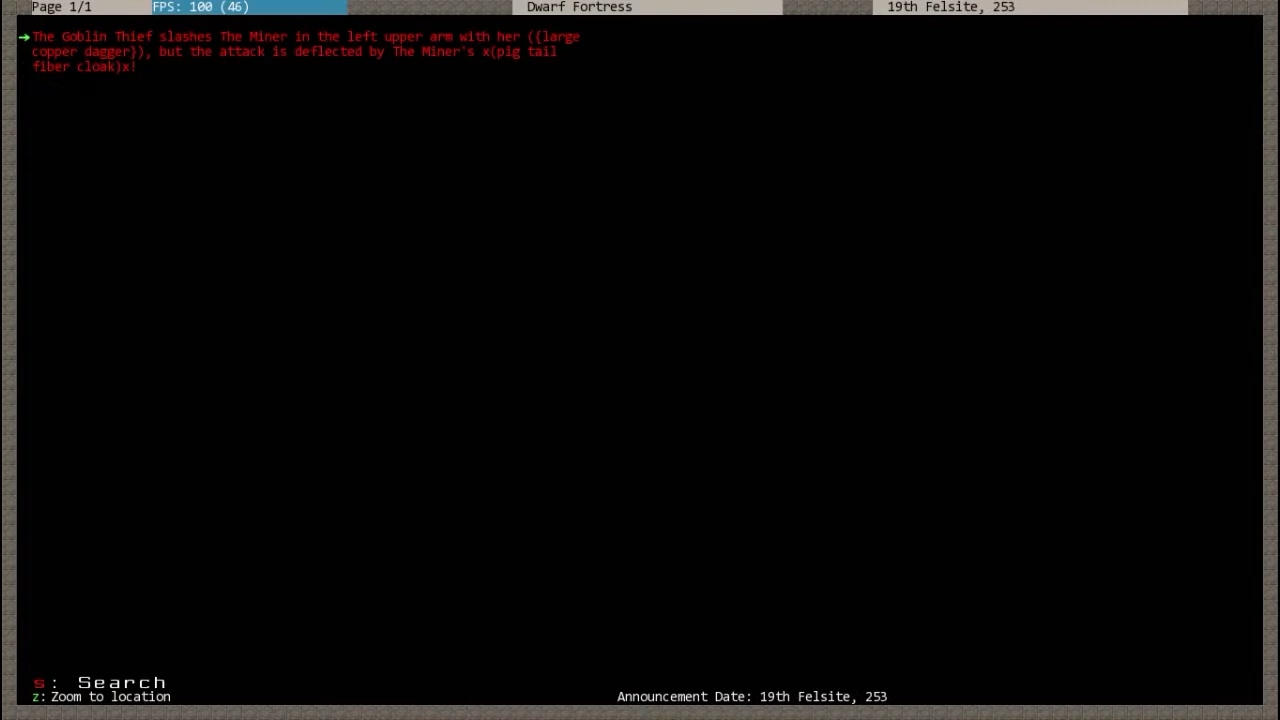 Page 1/1 FPS: 100 (46) Dwarf Fortress 19th Felsite, 253
The Goblin Thief slashes The Miner in the left upper arm with her ({large
copper dagger}), but the attack is deflected by The Miner's x(pig tail
fiber cloak)x!
s: Search
z: Zoom to location Announcement Date: 19th Felsite, 253